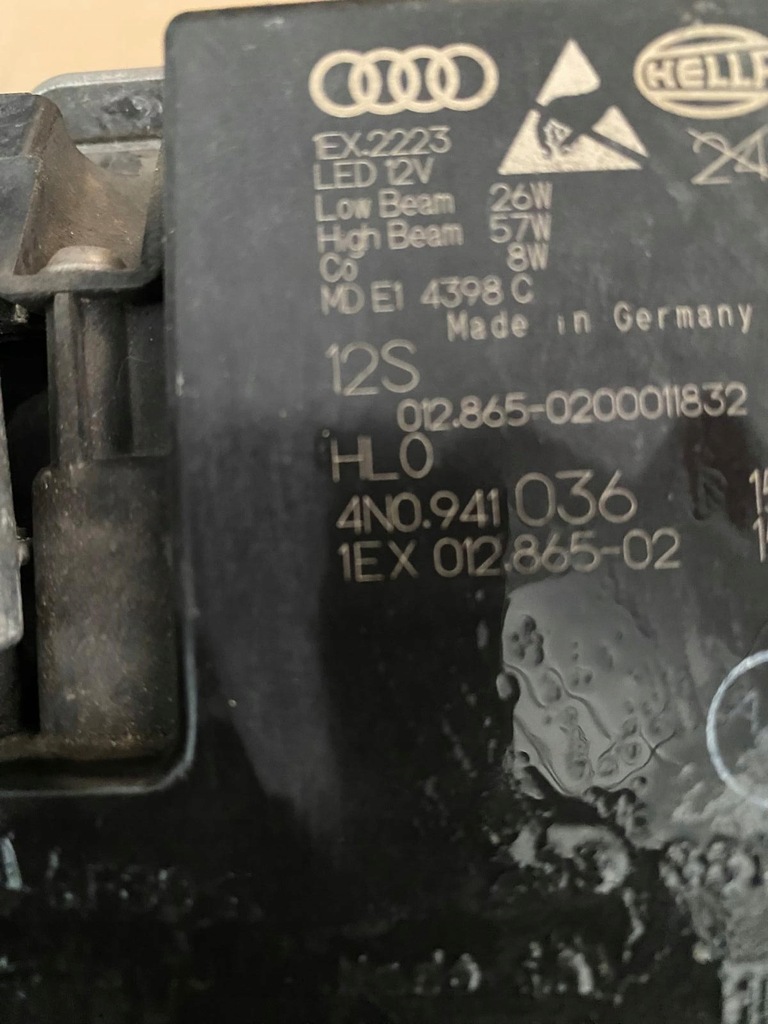 HELLA
1EX.2223
24
LED 12V
Low Beam 26W
High Beam 57W
Co 8W
MD E1 4398 C
Made in Germany
12S
012.865-0200011832
HL0
4N0.941 036
1EX 012.865-02